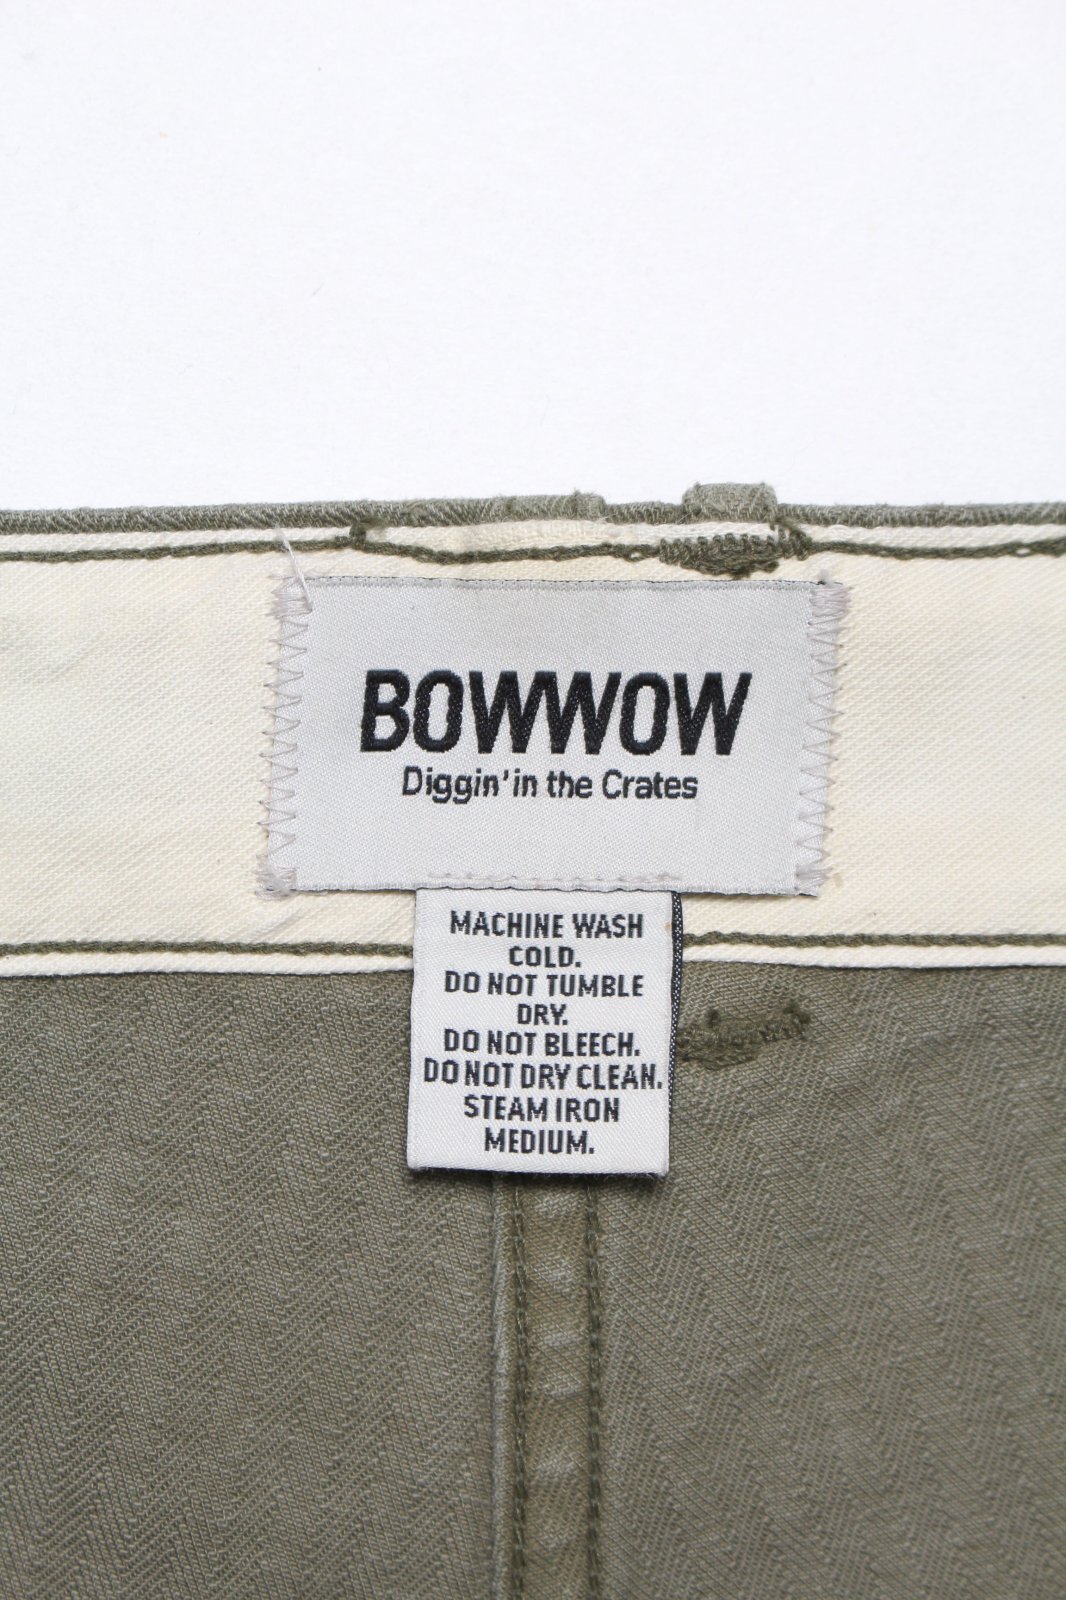 BOWWOW
Diggin' in the Crates
MACHINE WASH
COLD.
DO NOT TUMBLE
DRY.
DO NOT BLEECH.
DO NOT DRY CLEAN.
STEAM IRON
MEDIUM.